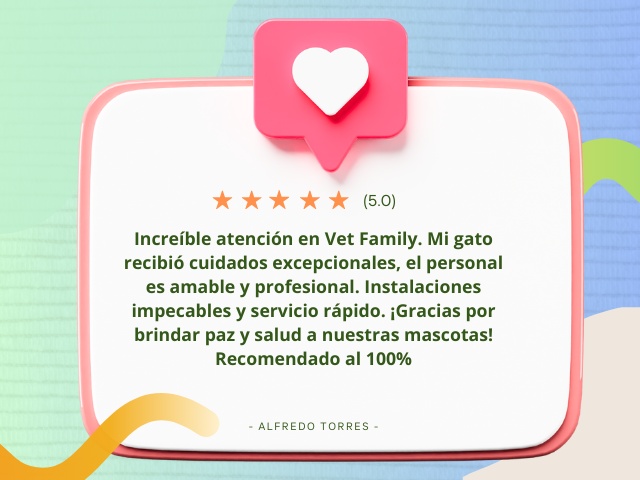 ★★★★★ (5.0)
Increíble atención en Vet Family. Mi gato
recibió cuidados excepcionales, el personal
es amable y profesional. Instalaciones
impecables y servicio rápido. ¡Gracias por
brindar paz y salud a nuestras mascotas!
Recomendado al 100%
- ALFREDO TORRES -